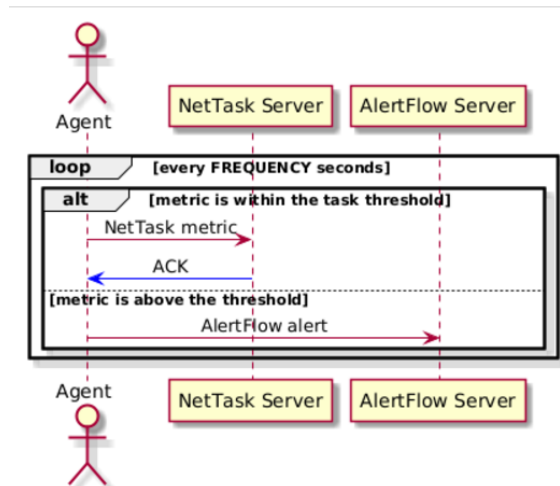 Agent
NetTask Server
AlertFlow Server
loop [every FREQUENCY seconds]
alt [metric is within the task threshold]
NetTask metric
ACK
[metric is above the threshold]
AlertFlow alert
Agent
NetTask Server
AlertFlow Server